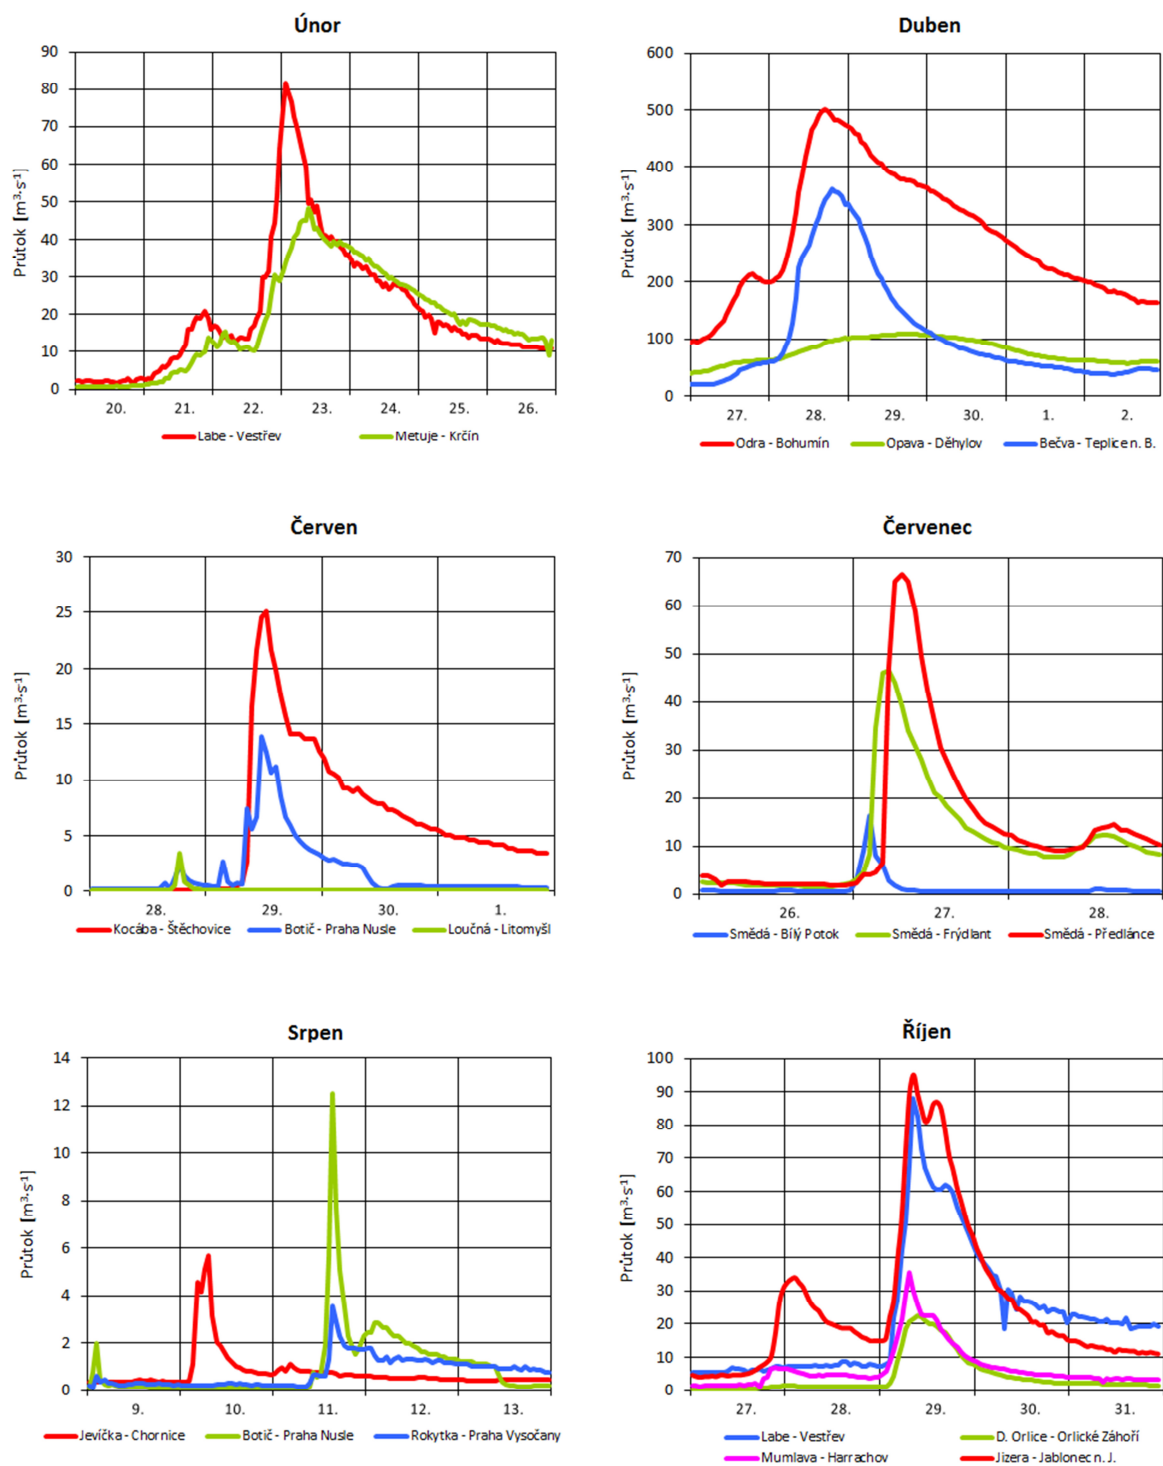 Únor
90
80
70
60
50
40
30
20
10
0
Průtok [m³·s⁻¹]
20. 21. 22. 23. 24. 25. 26.
Labe - Vestřev Metuje - Krčín
Duben
600
500
400
300
200
100
0
Průtok [m³·s⁻¹]
27. 28. 29. 30. 1. 2.
Odra - Bohumín Opava - Děhylov Bečva - Teplice n. B.
Červen
30
25
20
15
10
5
0
Průtok [m³·s⁻¹]
28. 29. 30. 1.
Kocába - Štěchovice Botič - Praha Nusle Loučná - Litomyšl
Červenec
70
60
50
40
30
20
10
0
Průtok [m³·s⁻¹]
26. 27. 28.
Smědá - Bílý Potok Smědá - Frýdlant Smědá - Předlánce
Srpen
14
12
10
8
6
4
2
0
Průtok [m³·s⁻¹]
9. 10. 11. 12. 13.
Jevíčka - Chornice Botič - Praha Nusle Rokytka - Praha Vysočany
Říjen
100
90
80
70
60
50
40
30
20
10
0
Průtok [m³·s⁻¹]
27. 28. 29. 30. 31.
Labe - Vestřev D. Orlice - Orlické Záhoří
Mumlava - Harrachov Jizera - Jablonec n. J.